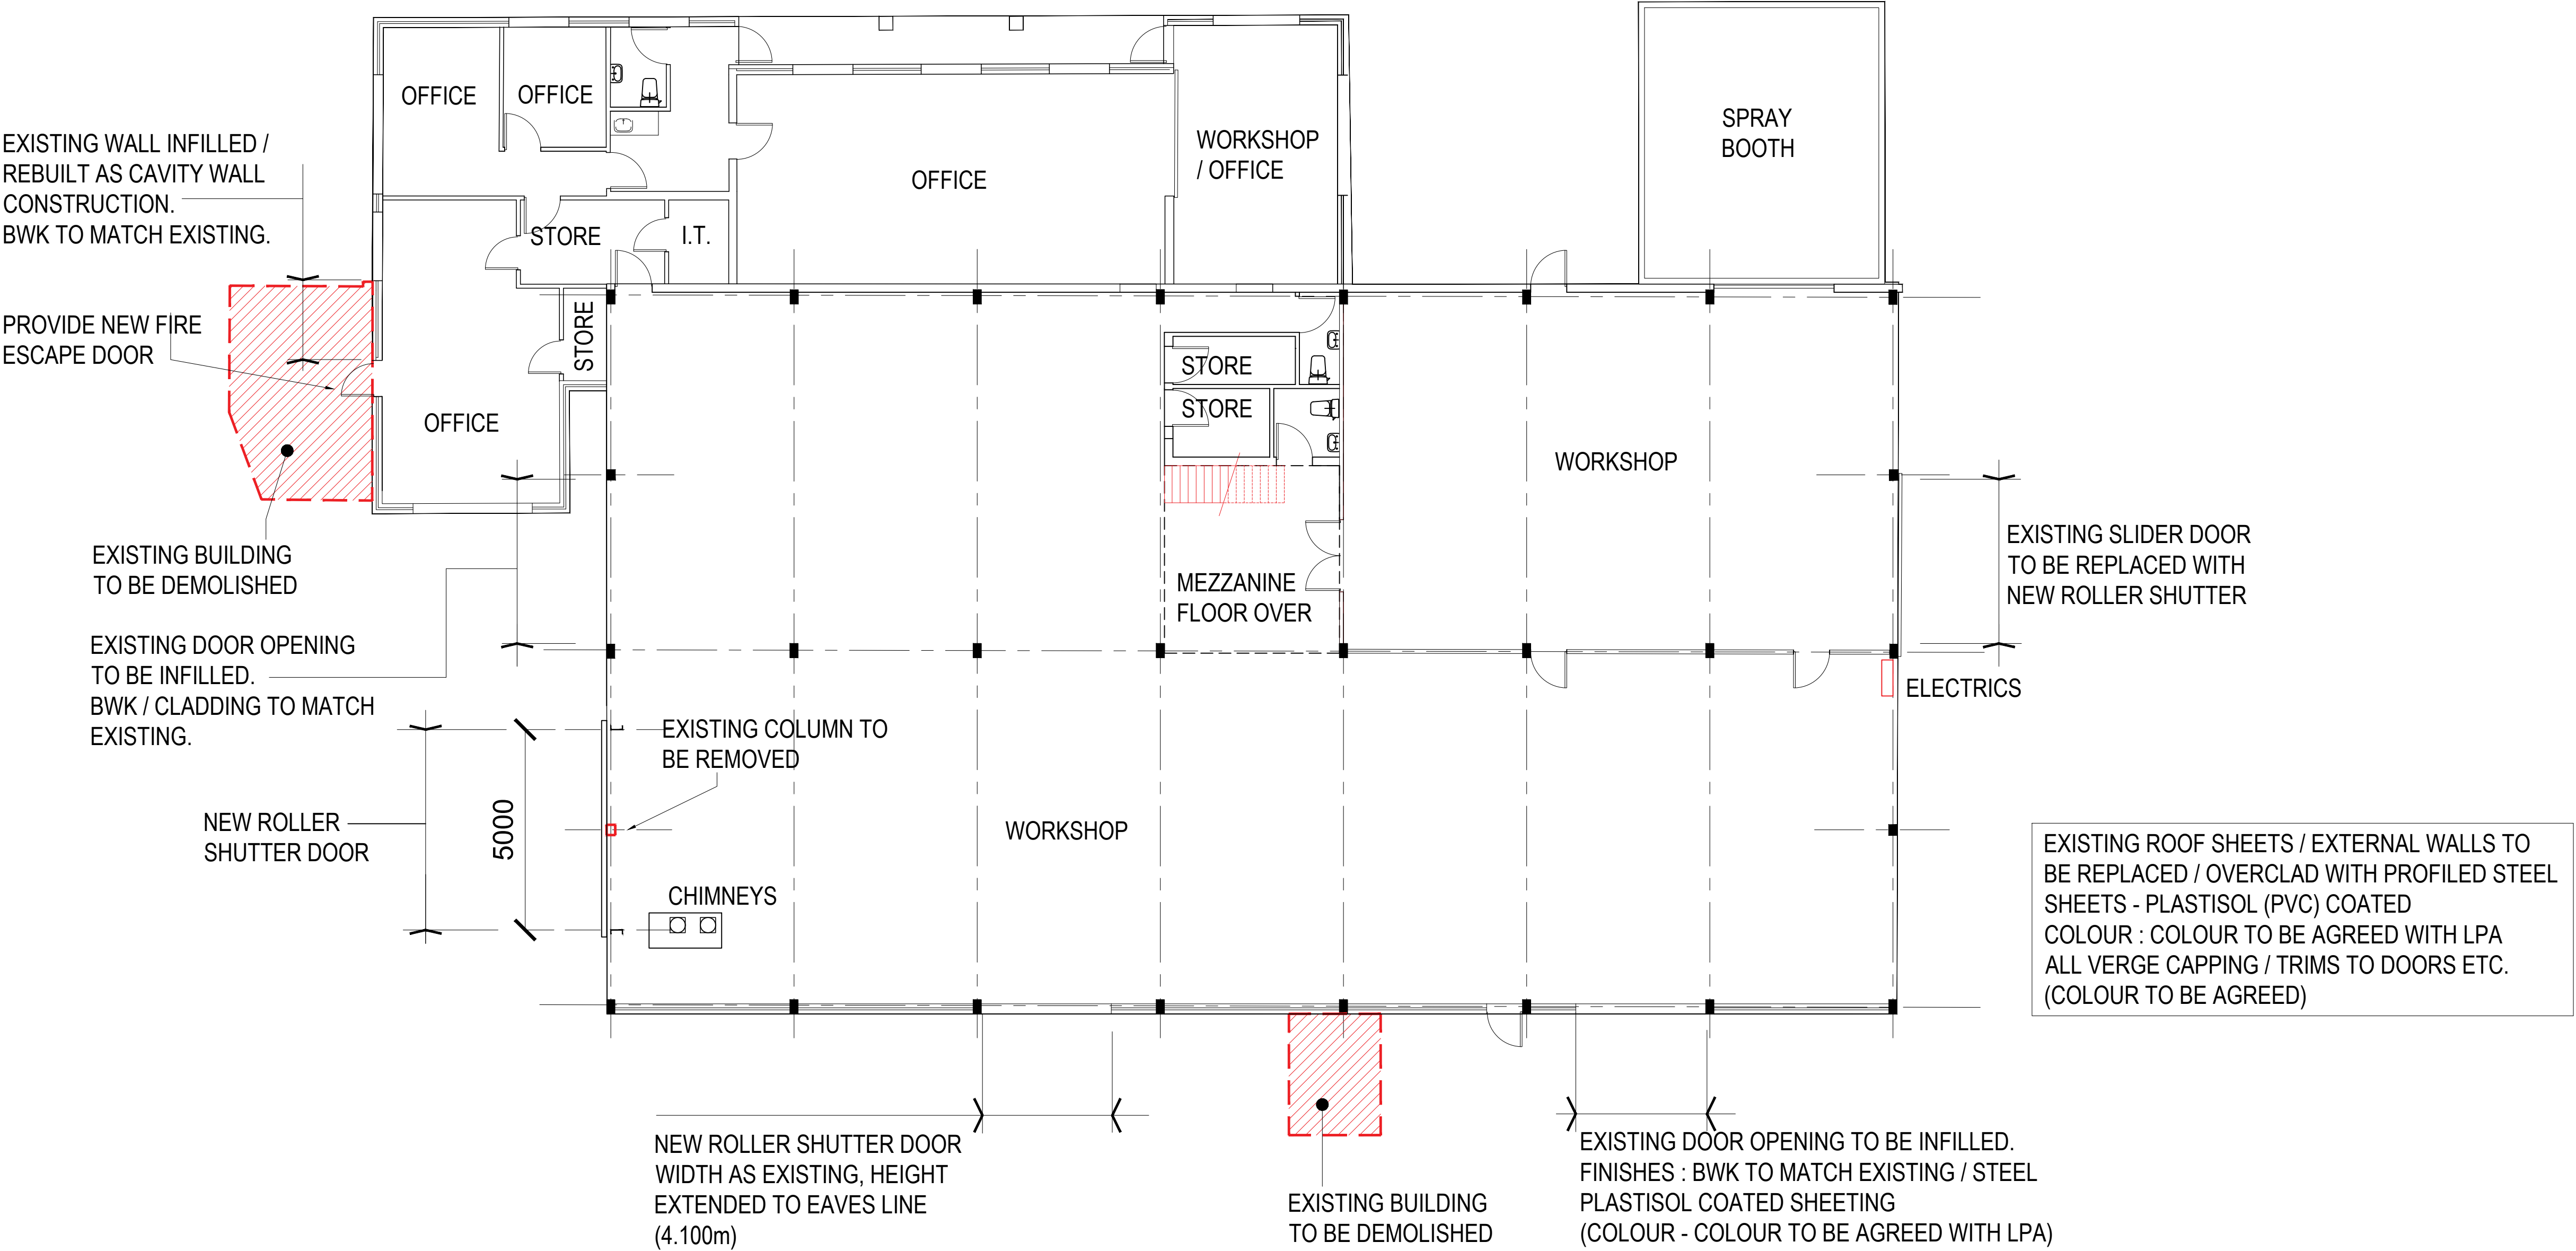 OFFICE
OFFICE
SPRAY
BOOTH
EXISTING WALL INFILLED /
REBUILT AS CAVITY WALL
CONSTRUCTION.
BWK TO MATCH EXISTING.
WORKSHOP
/ OFFICE
OFFICE
STORE
I.T.
PROVIDE NEW FIRE
ESCAPE DOOR
STORE
STORE
STORE
OFFICE
WORKSHOP
EXISTING BUILDING
TO BE DEMOLISHED
EXISTING SLIDER DOOR
TO BE REPLACED WITH
NEW ROLLER SHUTTER
MEZZANINE
FLOOR OVER
EXISTING DOOR OPENING
TO BE INFILLED.
BWK / CLADDING TO MATCH
EXISTING.
ELECTRICS
EXISTING COLUMN TO
BE REMOVED
NEW ROLLER
SHUTTER DOOR
5000
WORKSHOP
CHIMNEYS
EXISTING ROOF SHEETS / EXTERNAL WALLS TO
BE REPLACED / OVERCLAD WITH PROFILED STEEL
SHEETS - PLASTISOL (PVC) COATED
COLOUR : COLOUR TO BE AGREED WITH LPA
ALL VERGE CAPPING / TRIMS TO DOORS ETC.
(COLOUR TO BE AGREED)
NEW ROLLER SHUTTER DOOR
WIDTH AS EXISTING, HEIGHT
EXTENDED TO EAVES LINE
(4.100m)
EXISTING BUILDING
TO BE DEMOLISHED
EXISTING DOOR OPENING TO BE INFILLED.
FINISHES : BWK TO MATCH EXISTING / STEEL
PLASTISOL COATED SHEETING
(COLOUR - COLOUR TO BE AGREED WITH LPA)